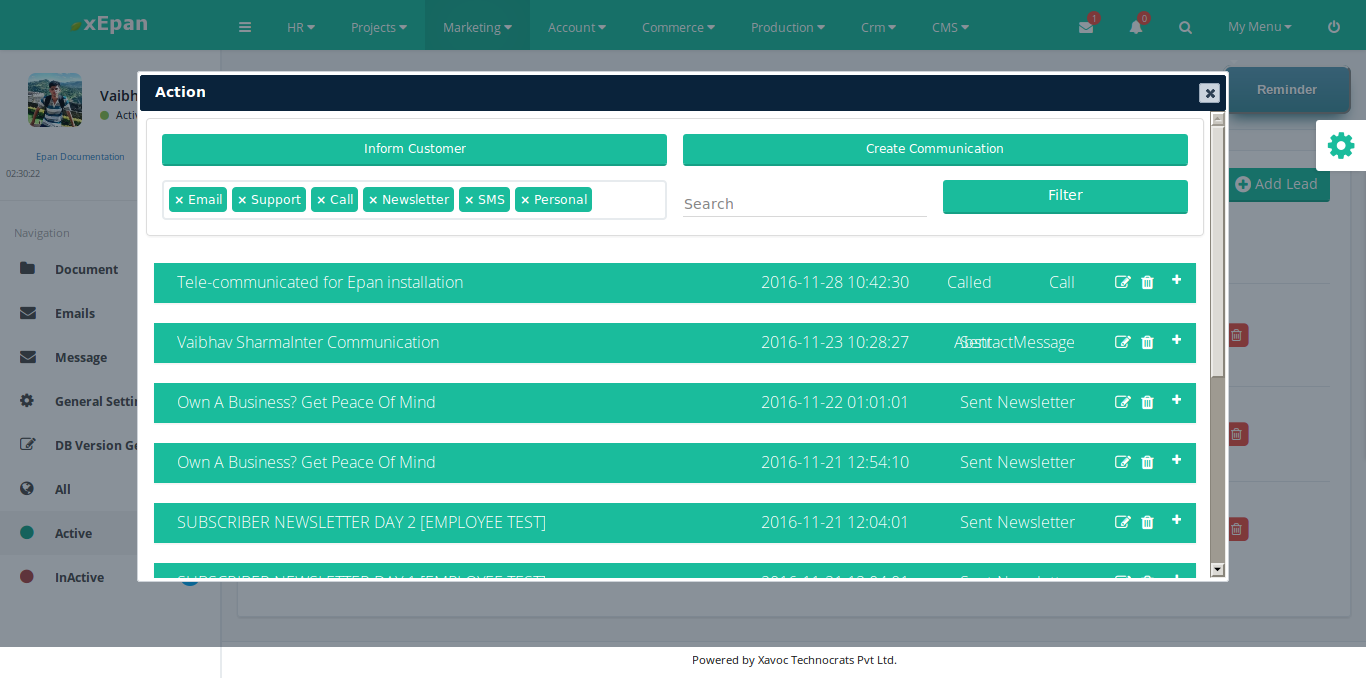 xEpan
HR Projects Marketing Account Commerce Production Crm CMS 1 0 My Menu
Vaibh
Activ
Epan Documentation
02:30:22
Reminder
Add Lead
Navigation
Document
Emails
Message
General Settin
DB Version Ge
All
Active
InActive
Action
Inform Customer Create Communication
× Email × Support × Call × Newsletter × SMS × Personal Search Filter
Tele-communicated for Epan installation 2016-11-28 10:42:30 Called Call
Vaibhav SharmaInter Communication 2016-11-23 10:28:27
Own A Business? Get Peace Of Mind 2016-11-22 01:01:01 Sent Newsletter
Own A Business? Get Peace Of Mind 2016-11-21 12:54:10 Sent Newsletter
SUBSCRIBER NEWSLETTER DAY 2 [EMPLOYEE TEST] 2016-11-21 12:04:01 Sent Newsletter
Powered by Xavoc Technocrats Pvt Ltd.